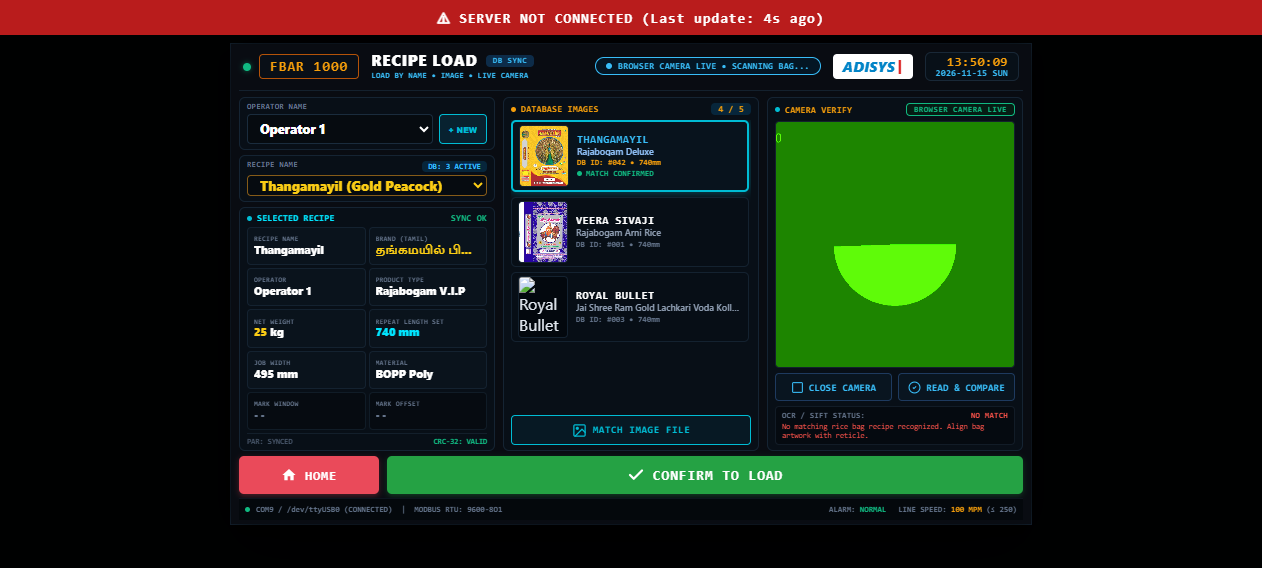 ⚠ SERVER NOT CONNECTED (Last update: 4s ago)
FBAR 1000
RECIPE LOAD
DB SYNC
LOAD BY NAME • IMAGE • LIVE CAMERA
BROWSER CAMERA LIVE • SCANNING BAG...
ADISYS
13:50:09
2026-11-15 SUN
OPERATOR NAME
Operator 1
+ NEW
RECIPE NAME
DB: 3 ACTIVE
Thangamayil (Gold Peacock)
SELECTED RECIPE
SYNC OK
RECIPE NAME
Thangamayil
BRAND (TAMIL)
தங்கமயில் பி...
OPERATOR
Operator 1
PRODUCT TYPE
Rajabogam V.I.P
NET WEIGHT
25 kg
REPEAT LENGTH SET
740 mm
JOB WIDTH
495 mm
MATERIAL
BOPP Poly
MARK WINDOW
--
MARK OFFSET
--
PAR: SYNCED
CRC-32: VALID
DATABASE IMAGES
4 / 5
THANGAMAYIL
Rajabogam Deluxe
DB ID: #042 • 740mm
MATCH CONFIRMED
VEERA SIVAJI
Rajabogam Arni Rice
DB ID: #001 • 740mm
Royal
Bullet
ROYAL BULLET
Jai Shree Ram Gold Lachkari Voda Koll...
DB ID: #003 • 740mm
MATCH IMAGE FILE
CAMERA VERIFY
BROWSER CAMERA LIVE
0
CLOSE CAMERA
READ & COMPARE
OCR / SIFT STATUS:
NO MATCH
No matching rice bag recipe recognized. Align bag
artwork with reticle.
HOME
CONFIRM TO LOAD
COM9 / /dev/ttyUSB0 (CONNECTED) | MODBUS RTU: 9600-8O1
ALARM: NORMAL
LINE SPEED: 100 MPM (≤ 250)